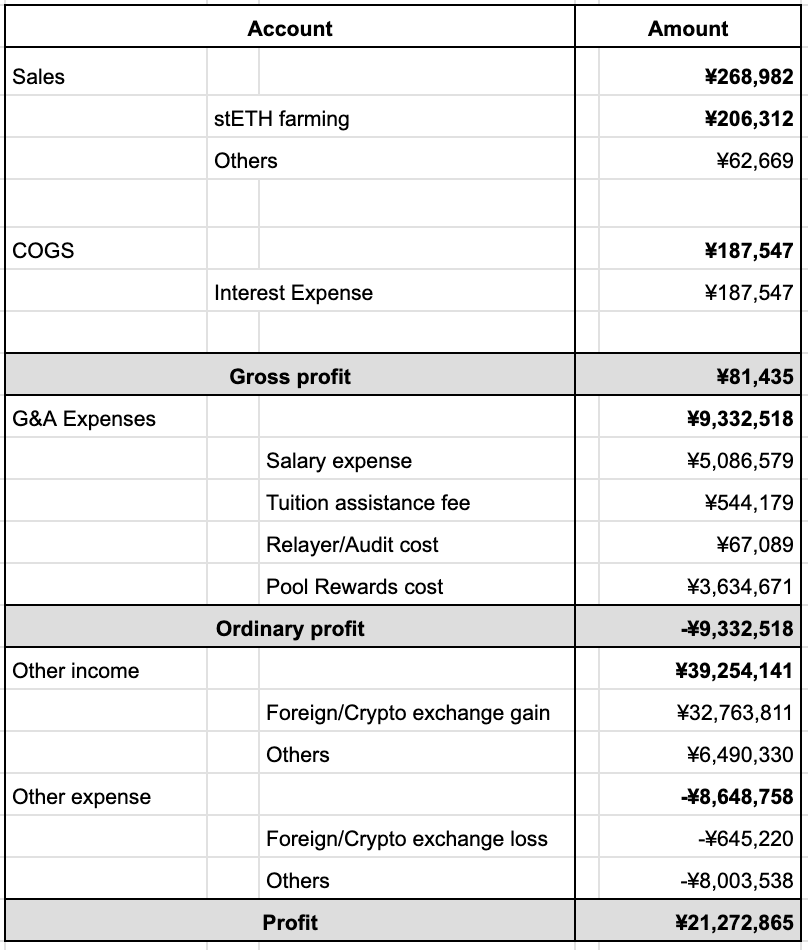 Account Amount
Sales ¥268,982
stETH farming ¥206,312
Others ¥62,669
COGS ¥187,547
Interest Expense ¥187,547
Gross profit ¥81,435
G&A Expenses ¥9,332,518
Salary expense ¥5,086,579
Tuition assistance fee ¥544,179
Relayer/Audit cost ¥67,089
Pool Rewards cost ¥3,634,671
Ordinary profit -¥9,332,518
Other income ¥39,254,141
Foreign/Crypto exchange gain ¥32,763,811
Others ¥6,490,330
Other expense -¥8,648,758
Foreign/Crypto exchange loss -¥645,220
Others -¥8,003,538
Profit ¥21,272,865